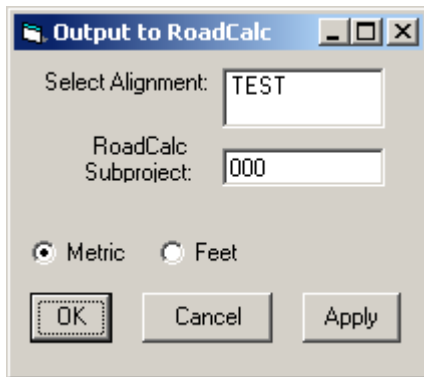 Output to RoadCalc
Select Alignment: TEST
RoadCalc
Subproject: 000
Metric Feet
OK Cancel Apply